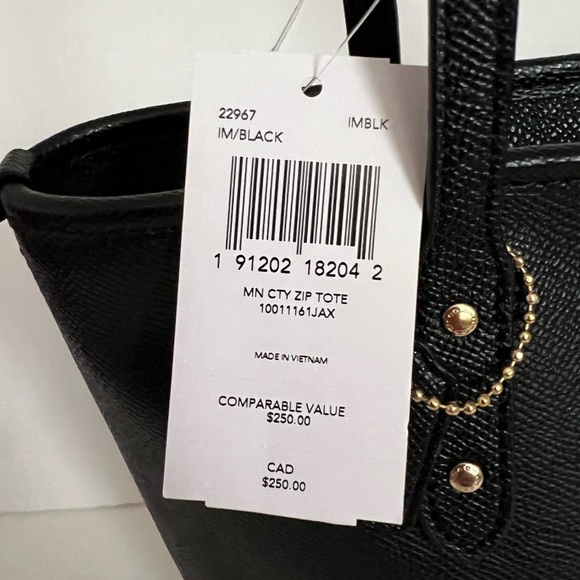 22967 IMBLK
IM/BLACK
1 91202 18204 2
MN CTY ZIP TOTE
10011161JAX
MADE IN VIETNAM
COMPARABLE VALUE
$250.00
CAD
$250.00